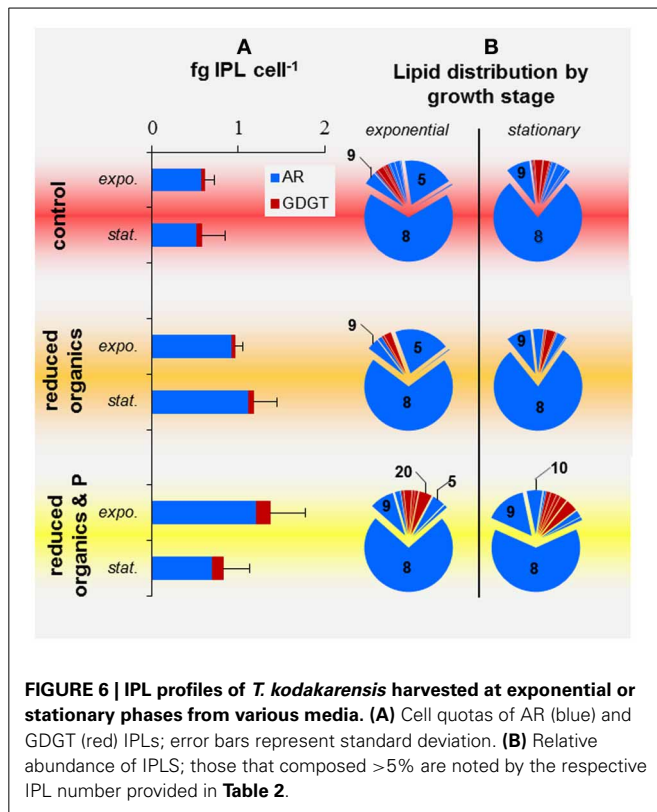 A
fg IPL cell-1
B
Lipid distribution by
growth stage
exponential
stationary
0
1
2
AR
GDGT
control
expo.
stat.
9
5
8
9
8
reduced
organics
expo.
stat.
9
5
8
9
8
reduced
organics & P
expo.
stat.
9
20
5
8
9
10
8
FIGURE 6 | IPL profiles of T. kodakarensis harvested at exponential or
stationary phases from various media. (A) Cell quotas of AR (blue) and
GDGT (red) IPLs; error bars represent standard deviation. (B) Relative
abundance of IPLS; those that composed >5% are noted by the respective
IPL number provided in Table 2.